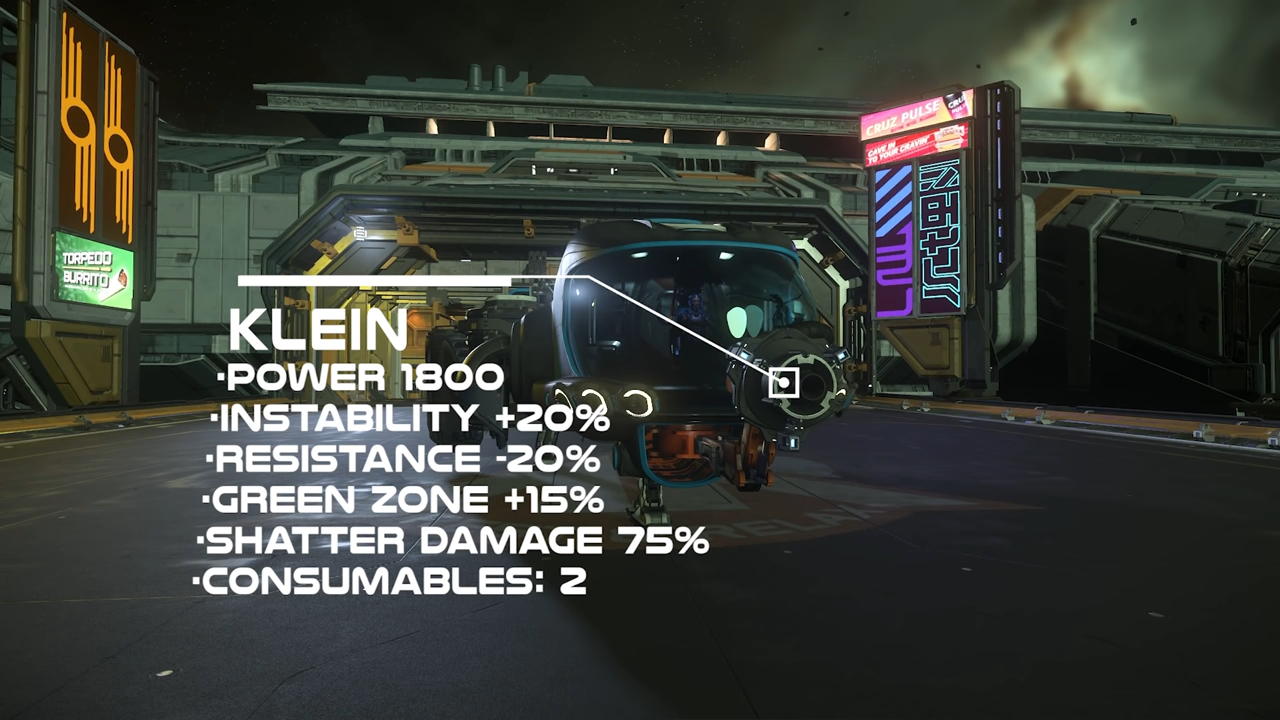 CRUZ PULSE
CAVE IN
TO YOUR CRAVIN'
TORPEDO
BURRITO
KLEIN
·POWER 1800
·INSTABILITY +20%
·RESISTANCE -20%
·GREEN ZONE +15%
·SHATTER DAMAGE 75%
·CONSUMABLES: 2